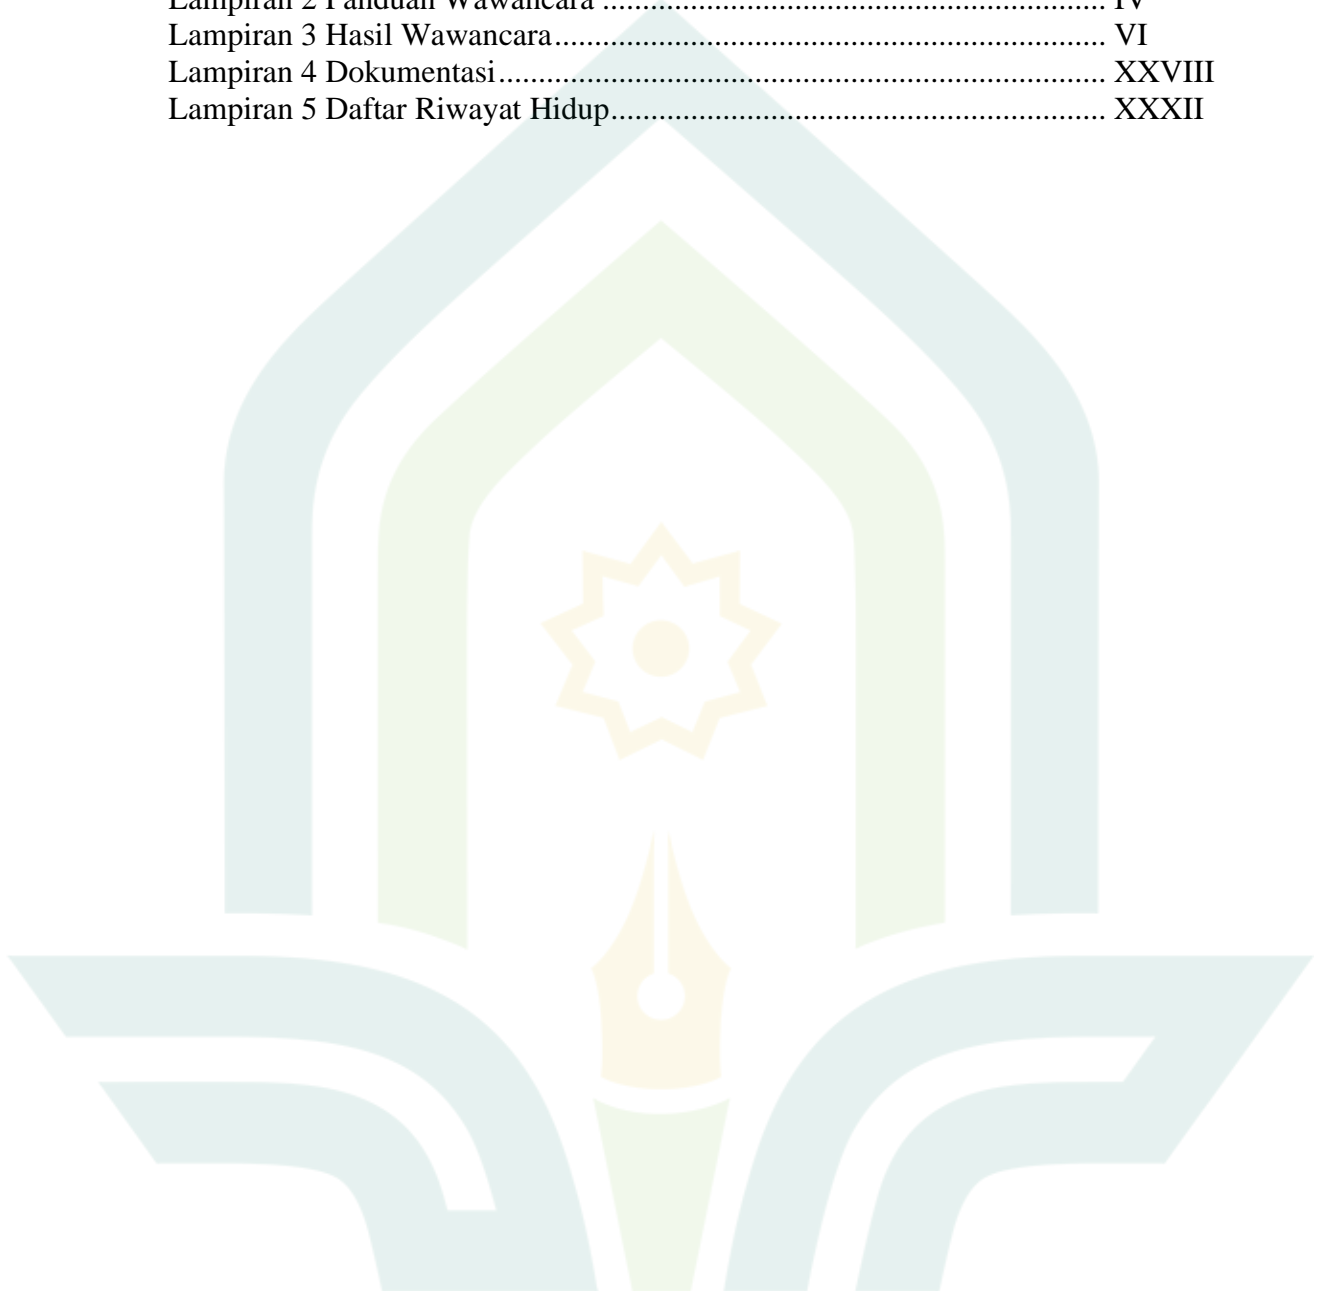 Lampiran 2 Panduan Wawancara ............................................................... IV
Lampiran 3 Hasil Wawancara..................................................................... VI
Lampiran 4 Dokumentasi............................................................................ XXVIII
Lampiran 5 Daftar Riwayat Hidup.............................................................. XXXII